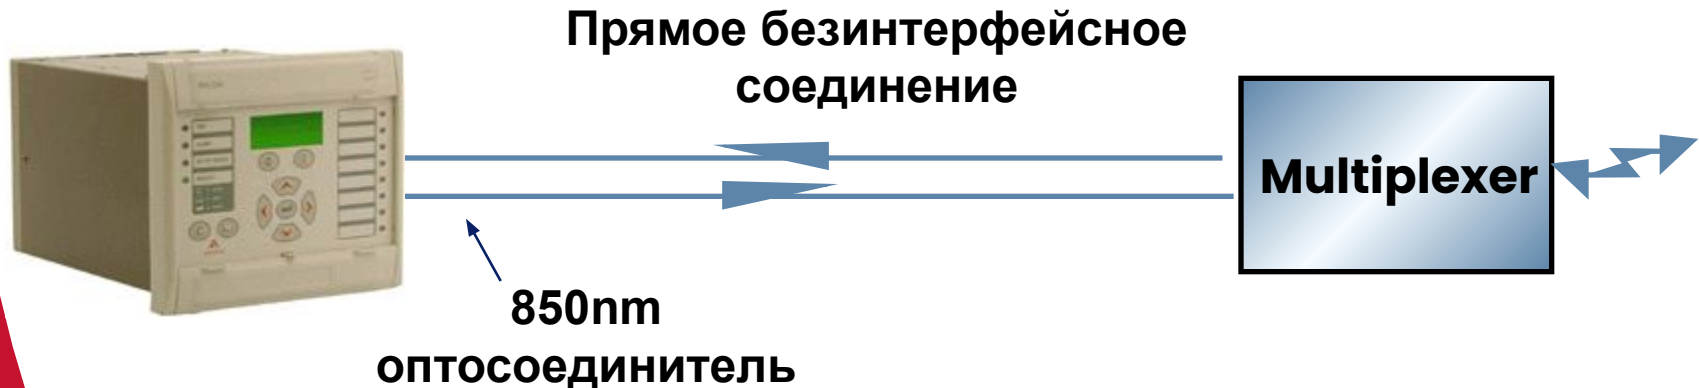 Прямое безинтерфейсное
соединение
Multiplexer
850nm
оптосоединитель